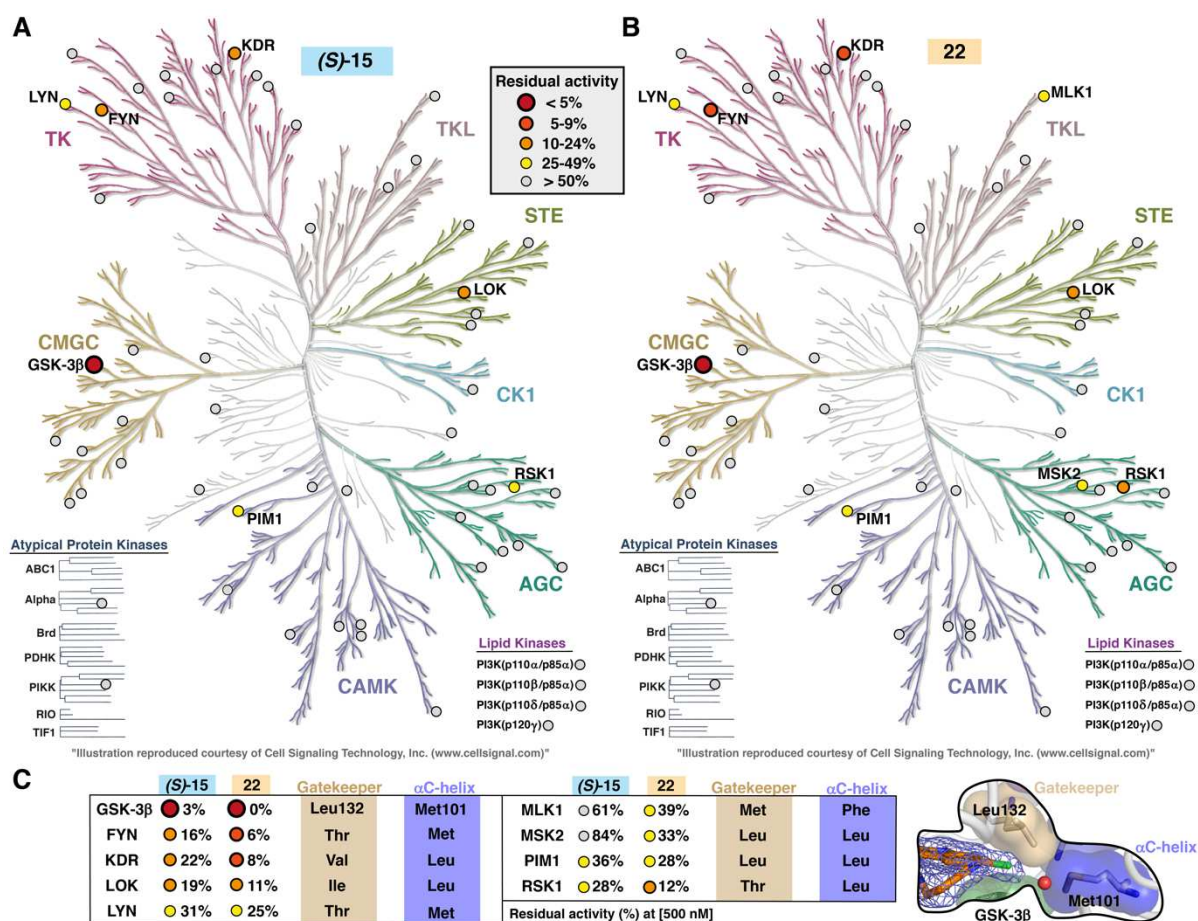 A
(S)-15
KDR
LYN
FYN
TK
TKL
STE
LOK
CMGC
GSK-3β
CK1
RSK1
PIM1
AGC
CAMK
Atypical Protein Kinases
ABC1
Alpha
Brd
PDHK
PIKK
RIO
TIF1
Lipid Kinases
PI3K(p110α/p85α)
PI3K(p110β/p85α)
PI3K(p110δ/p85α)
PI3K(p120γ)
"Illustration reproduced courtesy of Cell Signaling Technology, Inc. (www.cellsignal.com)"
Residual activity
< 5%
5-9%
10-24%
25-49%
> 50%
B
22
KDR
LYN
FYN
TK
MLK1
TKL
STE
LOK
CMGC
GSK-3β
CK1
MSK2 RSK1
PIM1
AGC
CAMK
Atypical Protein Kinases
ABC1
Alpha
Brd
PDHK
PIKK
RIO
TIF1
Lipid Kinases
PI3K(p110α/p85α)
PI3K(p110β/p85α)
PI3K(p110δ/p85α)
PI3K(p120γ)
"Illustration reproduced courtesy of Cell Signaling Technology, Inc. (www.cellsignal.com)"
C
(S)-15 22 Gatekeeper αC-helix
GSK-3β 3% 0% Leu132 Met101
FYN 16% 6% Thr Met
KDR 22% 8% Val Leu
LOK 19% 11% Ile Leu
LYN 31% 25% Thr Met
(S)-15 22 Gatekeeper αC-helix
MLK1 61% 39% Met Phe
MSK2 84% 33% Leu Leu
PIM1 36% 28% Leu Leu
RSK1 28% 12% Thr Leu
Residual activity (%) at [500 nM]
Gatekeeper
Leu132
αC-helix
Met101
GSK-3β